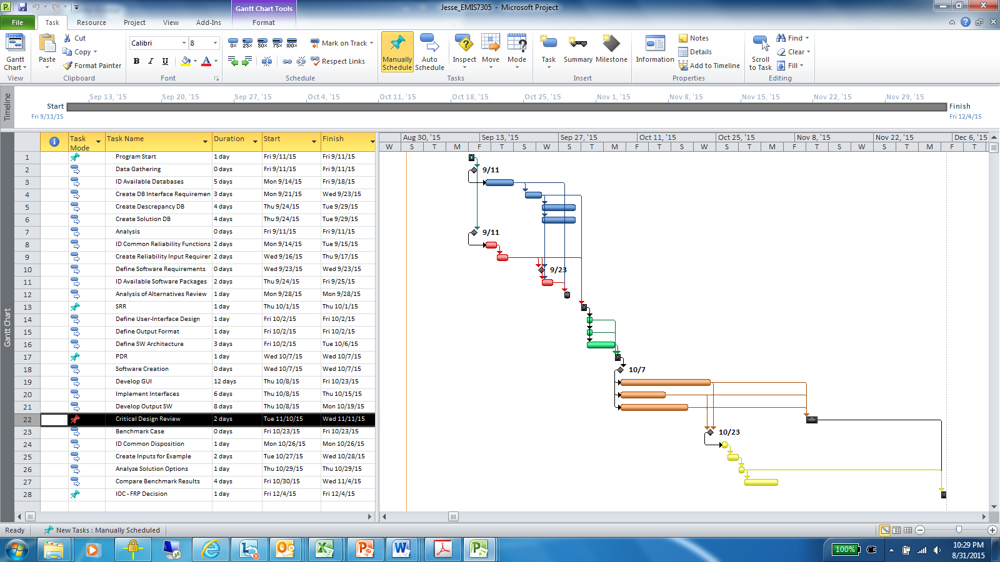 Gantt Chart Tools
Jesse_EMIS7305 - Microsoft Project
File Task Resource Project View Add-Ins Format
Gantt Chart
View
Paste
Cut
Copy
Format Painter
Clipboard
Calibri 8
B I U A
Font
0% 25% 50% 75% 100%
Mark on Track
Respect Links
Schedule
Manually Schedule
Auto Schedule
Inspect
Move
Mode
Tasks
Task
Summary
Milestone
Insert
Information
Notes
Details
Add to Timeline
Properties
Scroll to Task
Find
Clear
Fill
Editing
Timeline
Sep 13, '15 Sep 20, '15 Sep 27, '15 Oct 4, '15 Oct 11, '15 Oct 18, '15 Oct 25, '15 Nov 1, '15 Nov 8, '15 Nov 15, '15 Nov 22, '15 Nov 29, '15
Start
Fri 9/11/15
Finish
Fri 12/4/15
Gantt Chart
Task Mode Task Name Duration Start Finish
Aug 30, '15 Sep 13, '15 Sep 27, '15 Oct 11, '15 Oct 25, '15 Nov 8, '15 Nov 22, '15 Dec 6, '15
W S T M F T S W S T M F T S W S T M F T S W S T M F T
1 Program Start 1 day Fri 9/11/15 Fri 9/11/15
2 Data Gathering 0 days Fri 9/11/15 Fri 9/11/15 9/11
3 ID Available Databases 5 days Mon 9/14/15 Fri 9/18/15
4 Create DB Interface Requiremen 3 days Mon 9/21/15 Wed 9/23/15
5 Create Descrepancy DB 4 days Thu 9/24/15 Tue 9/29/15
6 Create Solution DB 4 days Thu 9/24/15 Tue 9/29/15
7 Analysis 0 days Fri 9/11/15 Fri 9/11/15 9/11
8 ID Common Reliability Functions 2 days Mon 9/14/15 Tue 9/15/15
9 Create Reliability Input Requirer 2 days Wed 9/16/15 Thu 9/17/15
10 Define Software Requirements 0 days Wed 9/23/15 Wed 9/23/15 9/23
11 ID Available Software Packages 2 days Thu 9/24/15 Fri 9/25/15
12 Analysis of Alternatives Review 1 day Mon 9/28/15 Mon 9/28/15
13 SRR 1 day Thu 10/1/15 Thu 10/1/15
14 Define User-Interface Design 1 day Fri 10/2/15 Fri 10/2/15
15 Define Output Format 1 day Fri 10/2/15 Fri 10/2/15
16 Define SW Architecture 3 days Fri 10/2/15 Tue 10/6/15
17 PDR 1 day Wed 10/7/15 Wed 10/7/15
18 Software Creation 0 days Wed 10/7/15 Wed 10/7/15 10/7
19 Develop GUI 12 days Thu 10/8/15 Fri 10/23/15
20 Implement Interfaces 6 days Thu 10/8/15 Thu 10/15/15
21 Develop Output SW 8 days Thu 10/8/15 Mon 10/19/15
22 Critical Design Review 2 days Tue 11/10/15 Wed 11/11/15
23 Benchmark Case 0 days Fri 10/23/15 Fri 10/23/15 10/23
24 ID Common Disposition 1 day Mon 10/26/15 Mon 10/26/15
25 Create Inputs for Example 2 days Tue 10/27/15 Wed 10/28/15
26 Analyze Solution Options 1 day Thu 10/29/15 Thu 10/29/15
27 Compare Benchmark Results 4 days Fri 10/30/15 Wed 11/4/15
28 IOC - FRP Decision 1 day Fri 12/4/15 Fri 12/4/15
Ready New Tasks : Manually Scheduled
100%
10:29 PM
8/31/2015